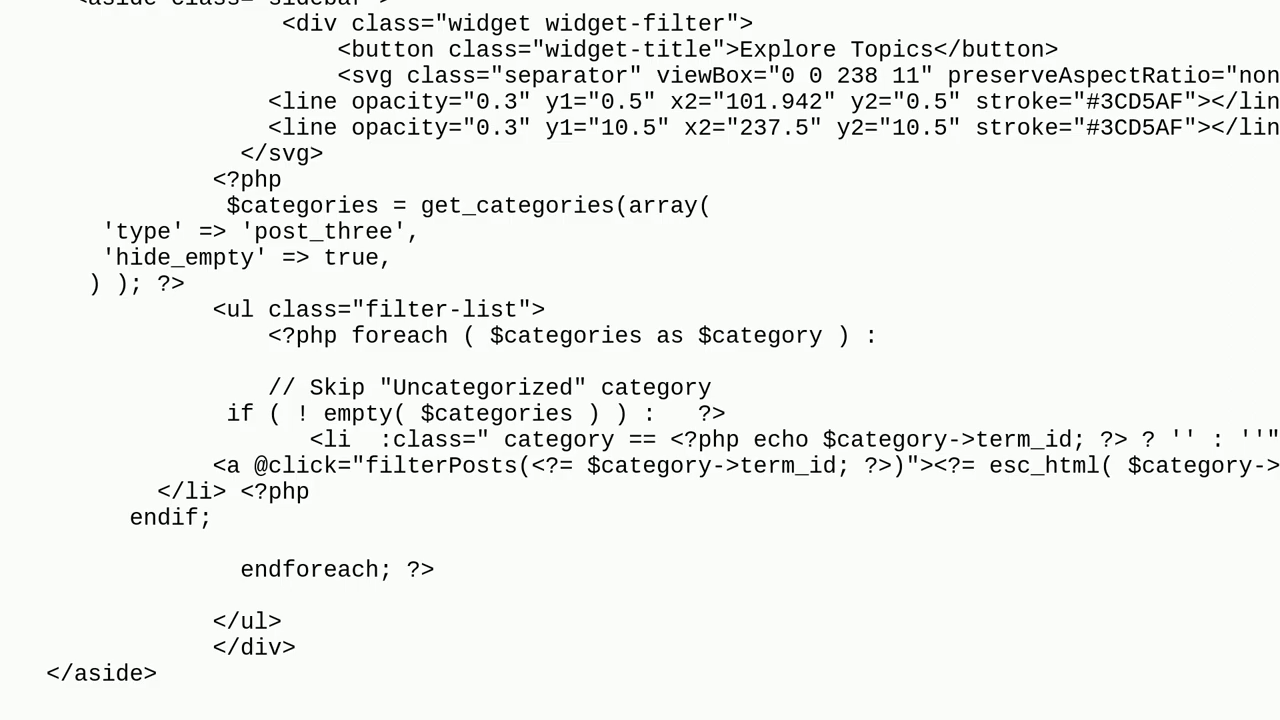 <aside class="sidebar">
<div class="widget widget-filter">
<button class="widget-title">Explore Topics</button>
<svg class="separator" viewBox="0 0 238 11" preserveAspectRatio="non
<line opacity="0.3" y1="0.5" x2="101.942" y2="0.5" stroke="#3CD5AF"></lin
<line opacity="0.3" y1="10.5" x2="237.5" y2="10.5" stroke="#3CD5AF"></lin
</svg>
<?php
$categories = get_categories(array(
'type' => 'post_three',
'hide_empty' => true,
) ); ?>
<ul class="filter-list">
<?php foreach ( $categories as $category ) :
// Skip "Uncategorized" category
if ( ! empty( $categories ) ) :   ?>
<li  :class=" category == <?php echo $category->term_id; ?> ? '' : ''"
<a @click="filterPosts(<?= $category->term_id; ?>)"><?= esc_html( $category->
</li> <?php
endif;
endforeach; ?>
</ul>
</div>
</aside>